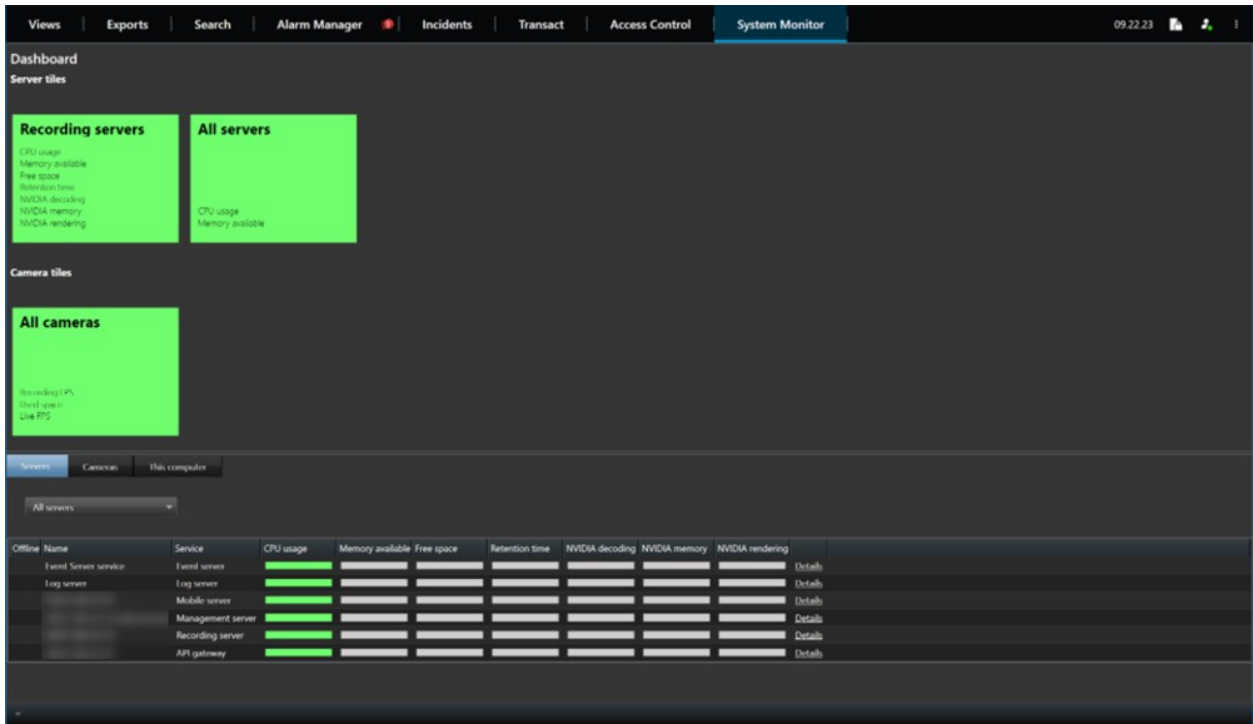 Views Exports Search Alarm Manager Incidents Transact Access Control System Monitor 09.22.23
Dashboard
Server tiles
Recording servers
CPU usage
Memory available
Free space
Retention time
NVIDIA decoding
NVIDIA memory
NVIDIA rendering
All servers
CPU usage
Memory available
Camera tiles
All cameras
Recording FPS
Used space
Live FPS
Servers Cameras This computer
All servers
Offline Name Service CPU usage Memory available Free space Retention time NVIDIA decoding NVIDIA memory NVIDIA rendering
Event Server service Event server Details
Log server Log server Details
Mobile server Details
Management server Details
Recording server Details
API gateway Details